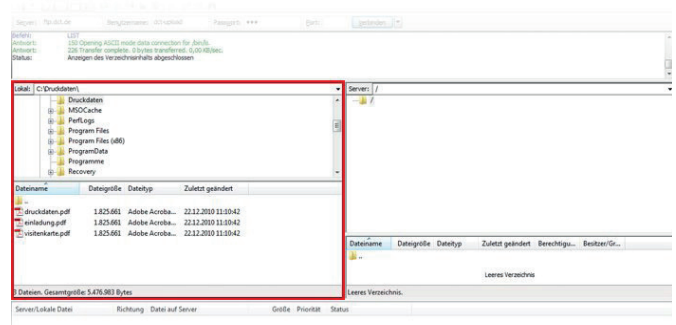 Server:
Benutzername:
Passwort: •••
Port:
Verbinden
Befehl: LIST
Antwort: 150 Opening ASCII mode data connection for /bin/ls.
Antwort: 226 Transfer complete. 0 bytes transferred. 0,00 KB/sec.
Status: Anzeigen des Verzeichnisinhalts abgeschlossen
Lokal: C:\Druckdaten\
Server: /
Druckdaten
MSOCache
PerfLogs
Program Files
Program Files (x86)
ProgramData
Programme
Recovery
/
Dateiname Dateigröße Dateityp Zuletzt geändert
..
druckdaten.pdf 1.825.661 Adobe Acroba... 22.12.2010 11:10:42
einladung.pdf 1.825.661 Adobe Acroba... 22.12.2010 11:10:42
visitenkarte.pdf 1.825.661 Adobe Acroba... 22.12.2010 11:10:42
3 Dateien. Gesamtgröße: 5.476.983 Bytes
Dateiname Dateigröße Dateityp Zuletzt geändert Berechtigu... Besitzer/Gr...
..
Leeres Verzeichnis
Leeres Verzeichnis.
Server/Lokale Datei Richtung Datei auf Server Größe Priorität Status